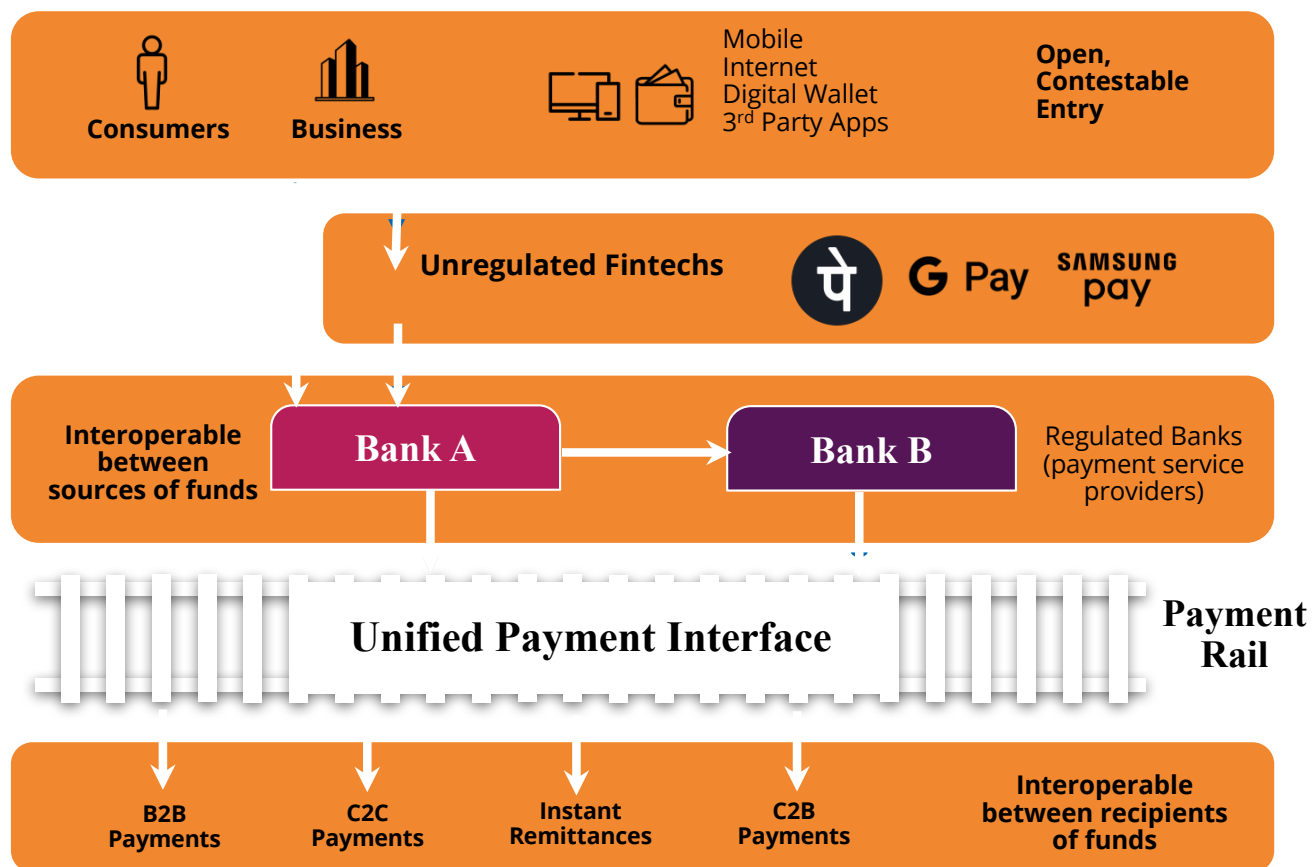 Consumers
Business
Mobile
Internet
Digital Wallet
3rd Party Apps
Open,
Contestable
Entry
Unregulated Fintechs
पे
G Pay
SAMSUNG
pay
Interoperable
between
sources of funds
Bank A
Bank B
Regulated Banks
(payment service
providers)
Unified Payment Interface
Payment
Rail
B2B
Payments
C2C
Payments
Instant
Remittances
C2B
Payments
Interoperable
between recipients
of funds